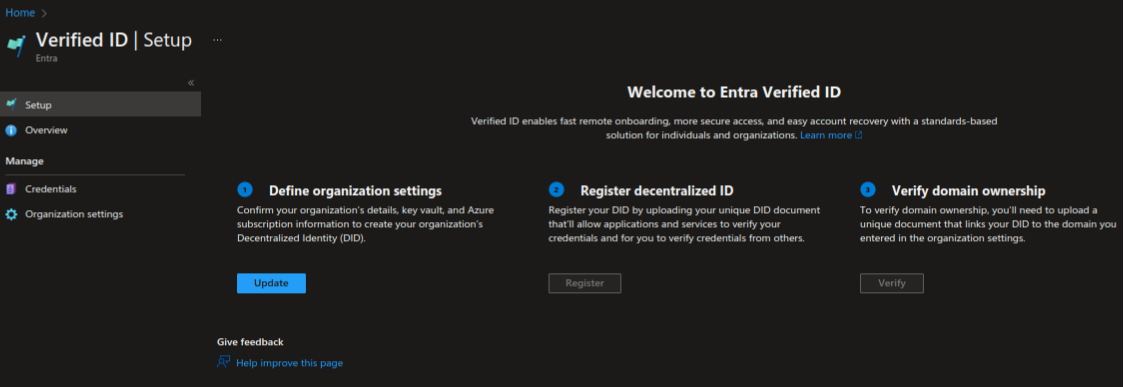 Home
Verified ID | Setup ...
Entra
«
Setup
Overview
Manage
Credentials
Organization settings
Welcome to Entra Verified ID
Verified ID enables fast remote onboarding, more secure access, and easy account recovery with a standards-based
solution for individuals and organizations. Learn more
1 Define organization settings
Confirm your organization's details, key vault, and Azure
subscription information to create your organization's
Decentralized Identity (DID).
Update
2 Register decentralized ID
Register your DID by uploading your unique DID document
that'll allow applications and services to verify your
credentials and for you to verify credentials from others.
Register
3 Verify domain ownership
To verify domain ownership, you'll need to upload a
unique document that links your DID to the domain you
entered in the organization settings.
Verify
Give feedback
Help improve this page